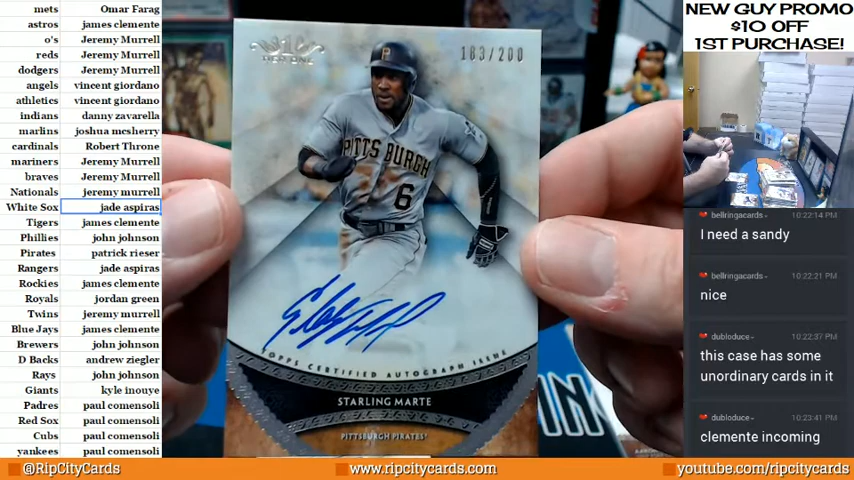 mets Omar Farag
astros james clemente
o's Jeremy Murrell
reds Jeremy Murrell
dodgers Jeremy Murrell
angels vincent giordano
athletics vincent giordano
indians danny zavarella
marlins joshua mcsherry
cardinals Robert Throne
mariners Jeremy Murrell
braves Jeremy Murrell
Nationals jeremy murrell
White Sox jade aspiras
Tigers james clemente
Phillies john johnson
Pirates patrick rieser
Rangers jade aspiras
Rockies james clemente
Royals jordan green
Twins jeremy murrell
Blue Jays james clemente
Brewers john johnson
D Backs andrew ziegler
Rays john johnson
Giants kyle inouye
Padres paul comensoli
Red Sox paul comensoli
Cubs paul comensoli
yankees paul comensoli
TIER ONE
183/200
P
PITTSBURGH
6
TOPPS CERTIFIED AUTOGRAPH ISSUE
STARLING MARTE
PITTSBURGH PIRATES
IN
NEW GUY PROMO
$10 OFF
1ST PURCHASE!
bellringacards 10:22:14 PM
I need a sandy
bellringacards 10:22:21 PM
nice
dubloduce 10:22:37 PM
this case has some
unordinary cards in it
dubloduce 10:23:41 PM
clemente incoming
@RipCityCards
www.ripcitycards.com
youtube.com/ripcitycards